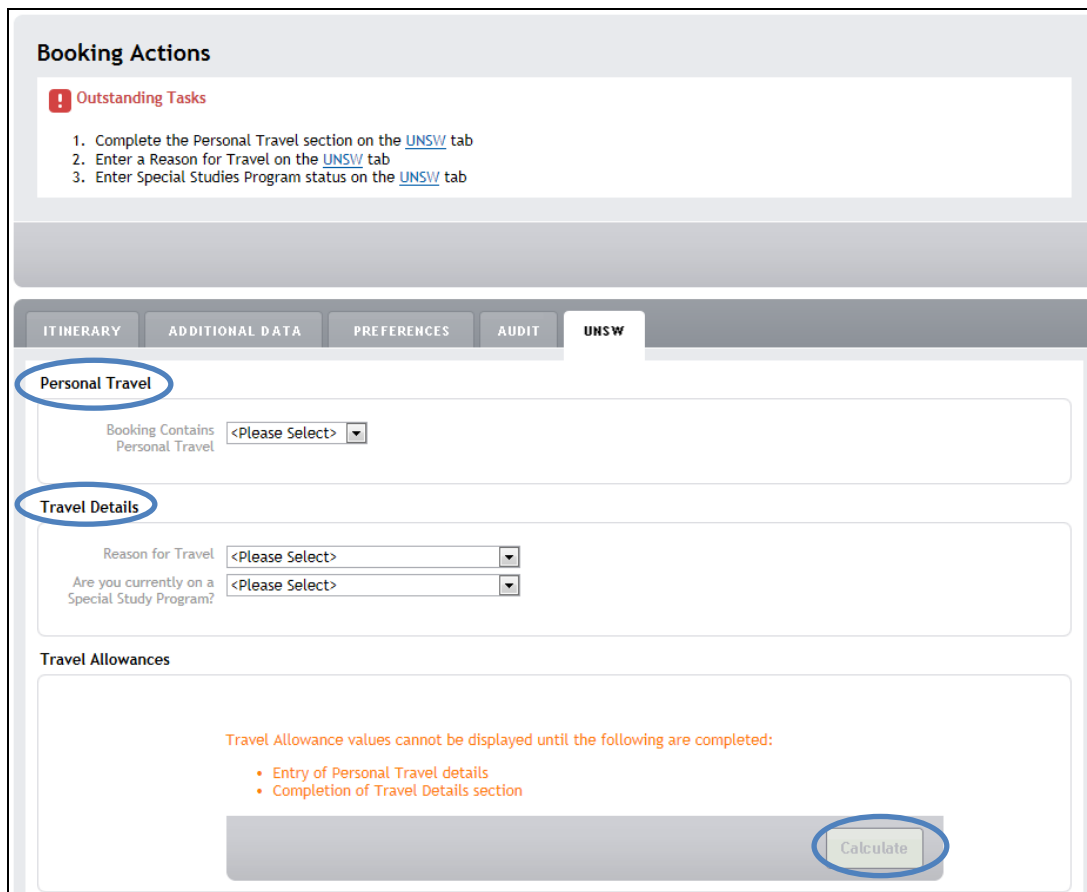 Booking Actions
! Outstanding Tasks
1. Complete the Personal Travel section on the UNSW tab
2. Enter a Reason for Travel on the UNSW tab
3. Enter Special Studies Program status on the UNSW tab
ITINERARY ADDITIONAL DATA PREFERENCES AUDIT UNSW
Personal Travel
Booking Contains
Personal Travel <Please Select>
Travel Details
Reason for Travel <Please Select>
Are you currently on a
Special Study Program? <Please Select>
Travel Allowances
Travel Allowance values cannot be displayed until the following are completed:
• Entry of Personal Travel details
• Completion of Travel Details section
Calculate